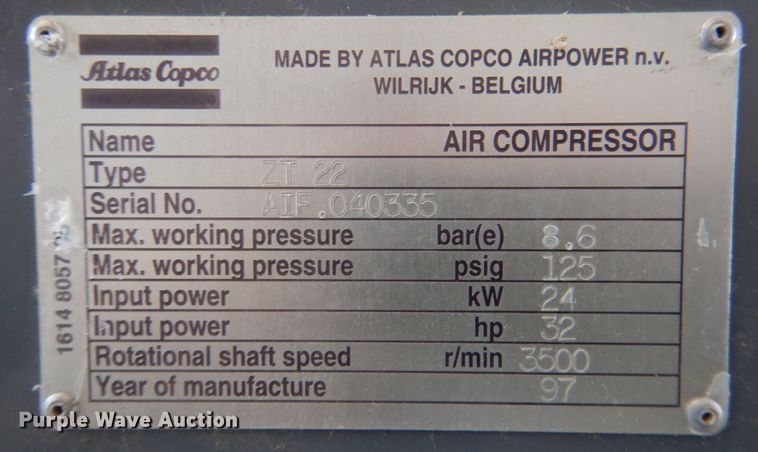 Atlas Copco
MADE BY ATLAS COPCO AIRPOWER n.v.
WILRIJK - BELGIUM
Name AIR COMPRESSOR
Type ZT 22
Serial No. AIF.040335
Max. working pressure bar(e) 8.6
Max. working pressure psig 125
Input power kW 24
Input power hp 32
Rotational shaft speed r/min 3500
Year of manufacture 97
1614 8057
Purple Wave Auction